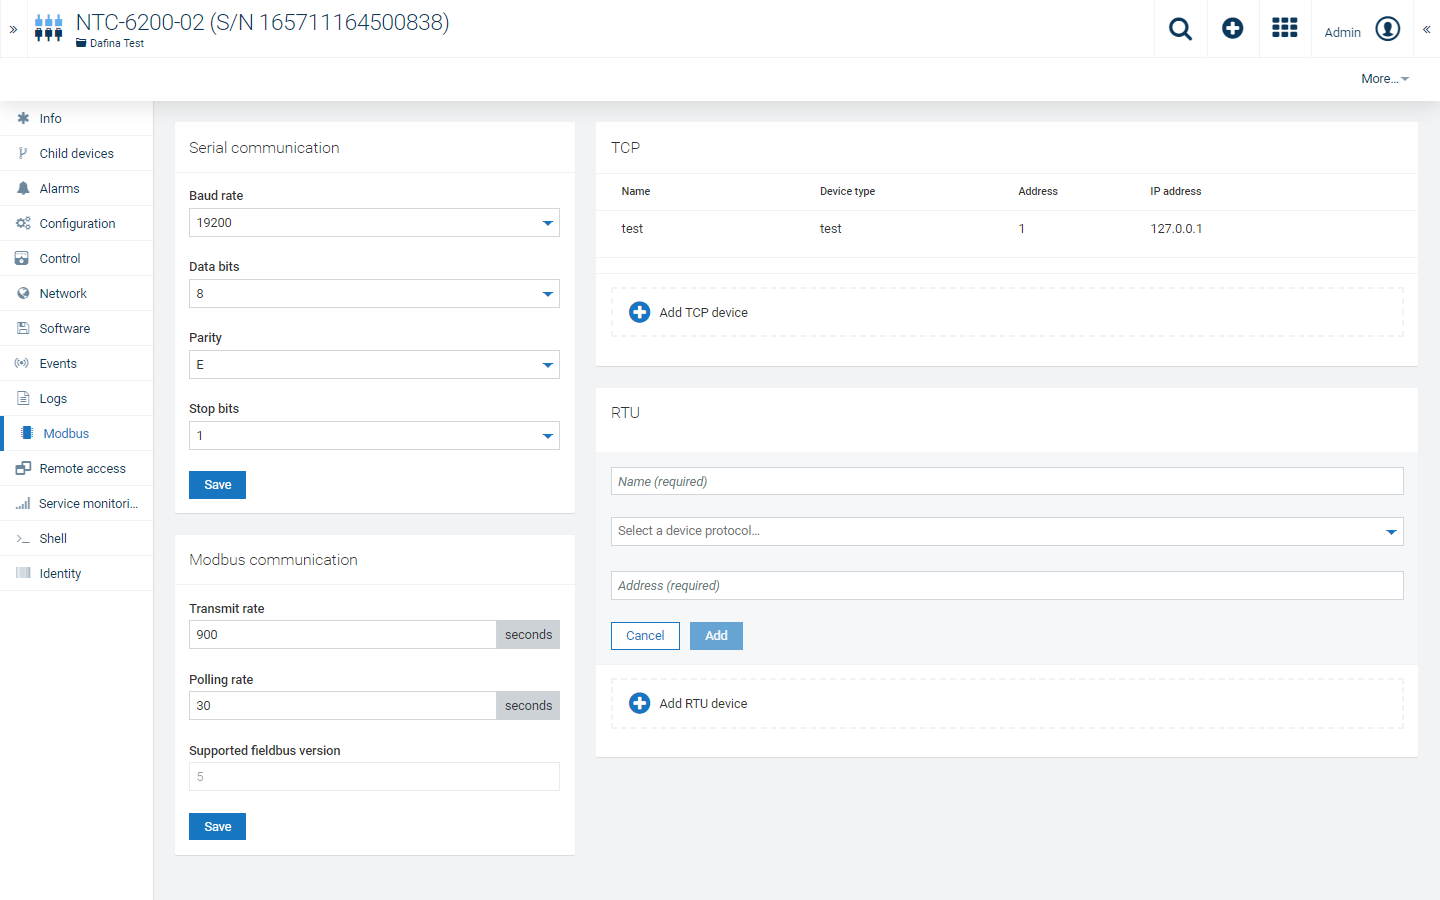 NTC-6200-02 (S/N 165711164500838)
Dafina Test
Admin
More...
Info
Child devices
Alarms
Configuration
Control
Network
Software
Events
Logs
Modbus
Remote access
Service monitori...
Shell
Identity
Serial communication
Baud rate
19200
Data bits
8
Parity
E
Stop bits
1
Save
Modbus communication
Transmit rate
900 seconds
Polling rate
30 seconds
Supported fieldbus version
5
Save
TCP
Name Device type Address IP address
test test 1 127.0.0.1
Add TCP device
RTU
Name (required)
Select a device protocol...
Address (required)
Cancel Add
Add RTU device